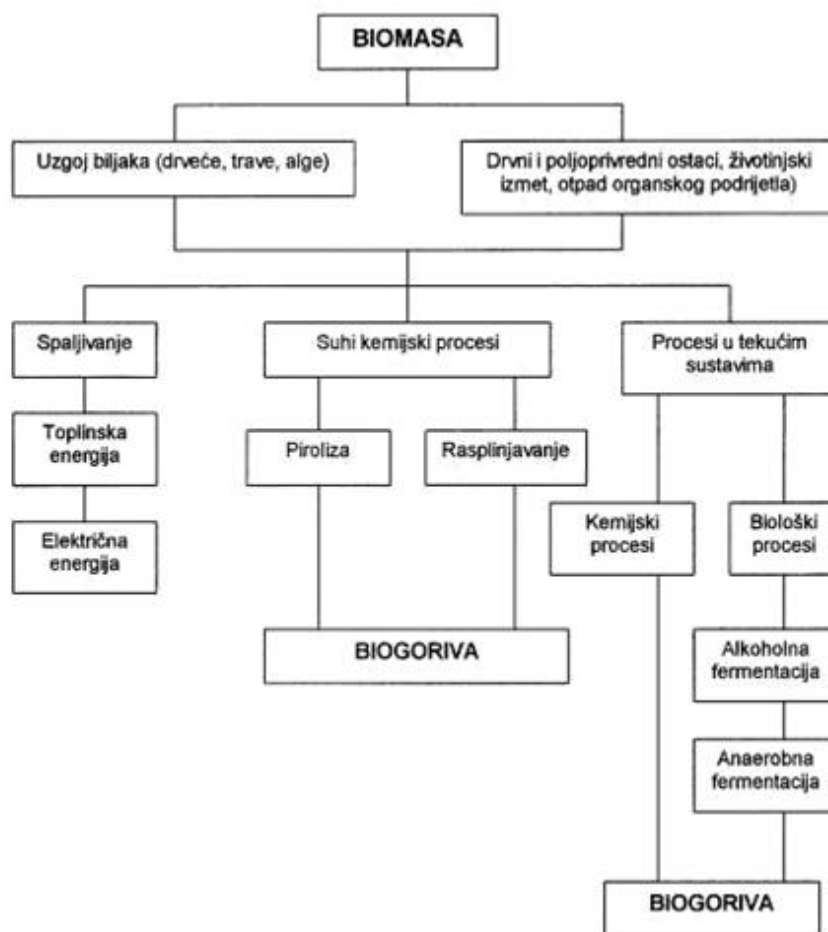 BIOMASA
Uzgoj biljaka (drveće, trave, alge)
Drvni i poljoprivredni ostaci, životinjski
izmet, otpad organskog podrijetla)
Spaljivanje
Suhi kemijski procesi
Procesi u tekućim
sustavima
Toplinska
energija
Piroliza
Rasplinjavanje
Električna
energija
Kemijski
procesi
Biološki
procesi
BIOGORIVA
Alkoholna
fermentacija
Anaerobna
fermentacija
BIOGORIVA